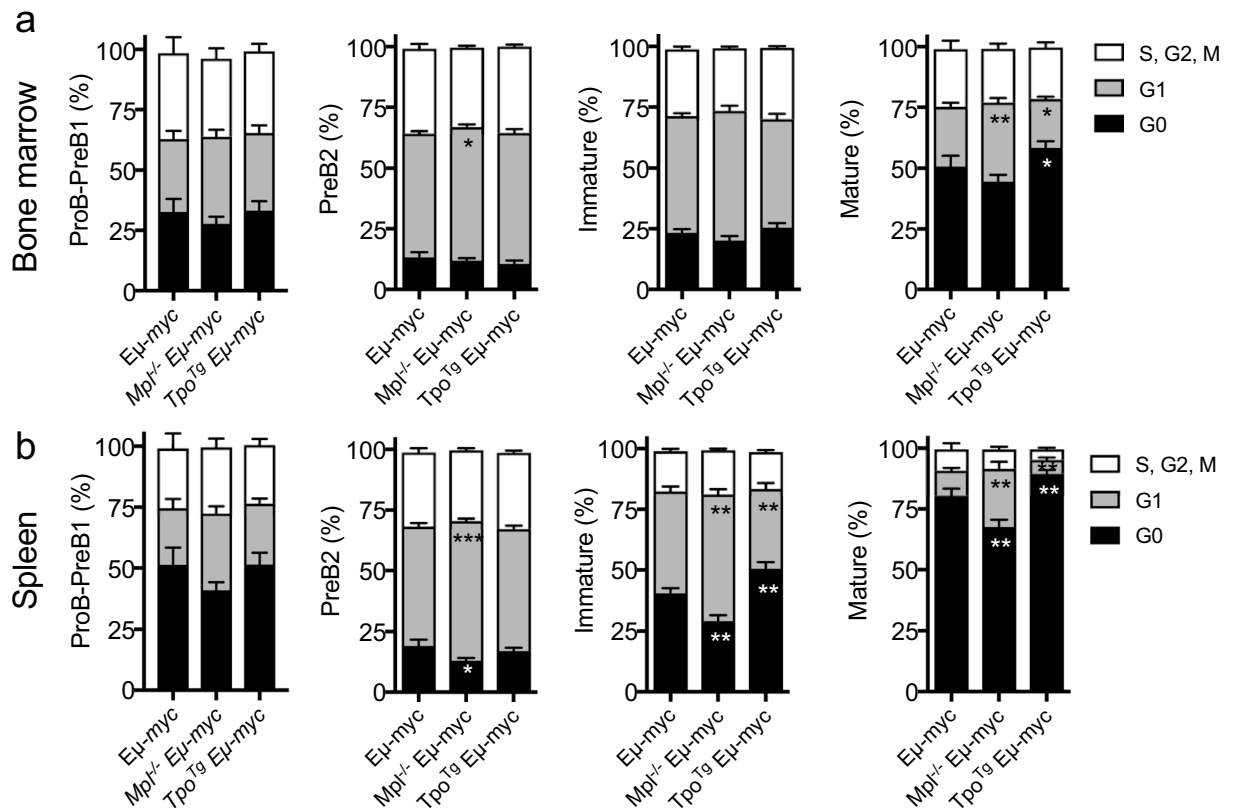 a
Bone marrow
ProB-PreB1 (%)
100
75
50
25
0
Eµ-myc
Mpl-/- Eµ-myc
TpoTg Eµ-myc
PreB2 (%)
100
75
50
25
0
*
Eµ-myc
Mpl-/- Eµ-myc
TpoTg Eµ-myc
Immature (%)
100
75
50
25
0
Eµ-myc
Mpl-/- Eµ-myc
TpoTg Eµ-myc
Mature (%)
100
75
50
25
0
**
*
*
Eµ-myc
Mpl-/- Eµ-myc
TpoTg Eµ-myc
S, G2, M
G1
G0
b
Spleen
ProB-PreB1 (%)
100
75
50
25
0
Eµ-myc
Mpl-/- Eµ-myc
TpoTg Eµ-myc
PreB2 (%)
100
75
50
25
0
***
*
Eµ-myc
Mpl-/- Eµ-myc
TpoTg Eµ-myc
Immature (%)
100
75
50
25
0
**
**
**
**
Eµ-myc
Mpl-/- Eµ-myc
TpoTg Eµ-myc
Mature (%)
100
75
50
25
0
**
**
**
**
Eµ-myc
Mpl-/- Eµ-myc
TpoTg Eµ-myc
S, G2, M
G1
G0